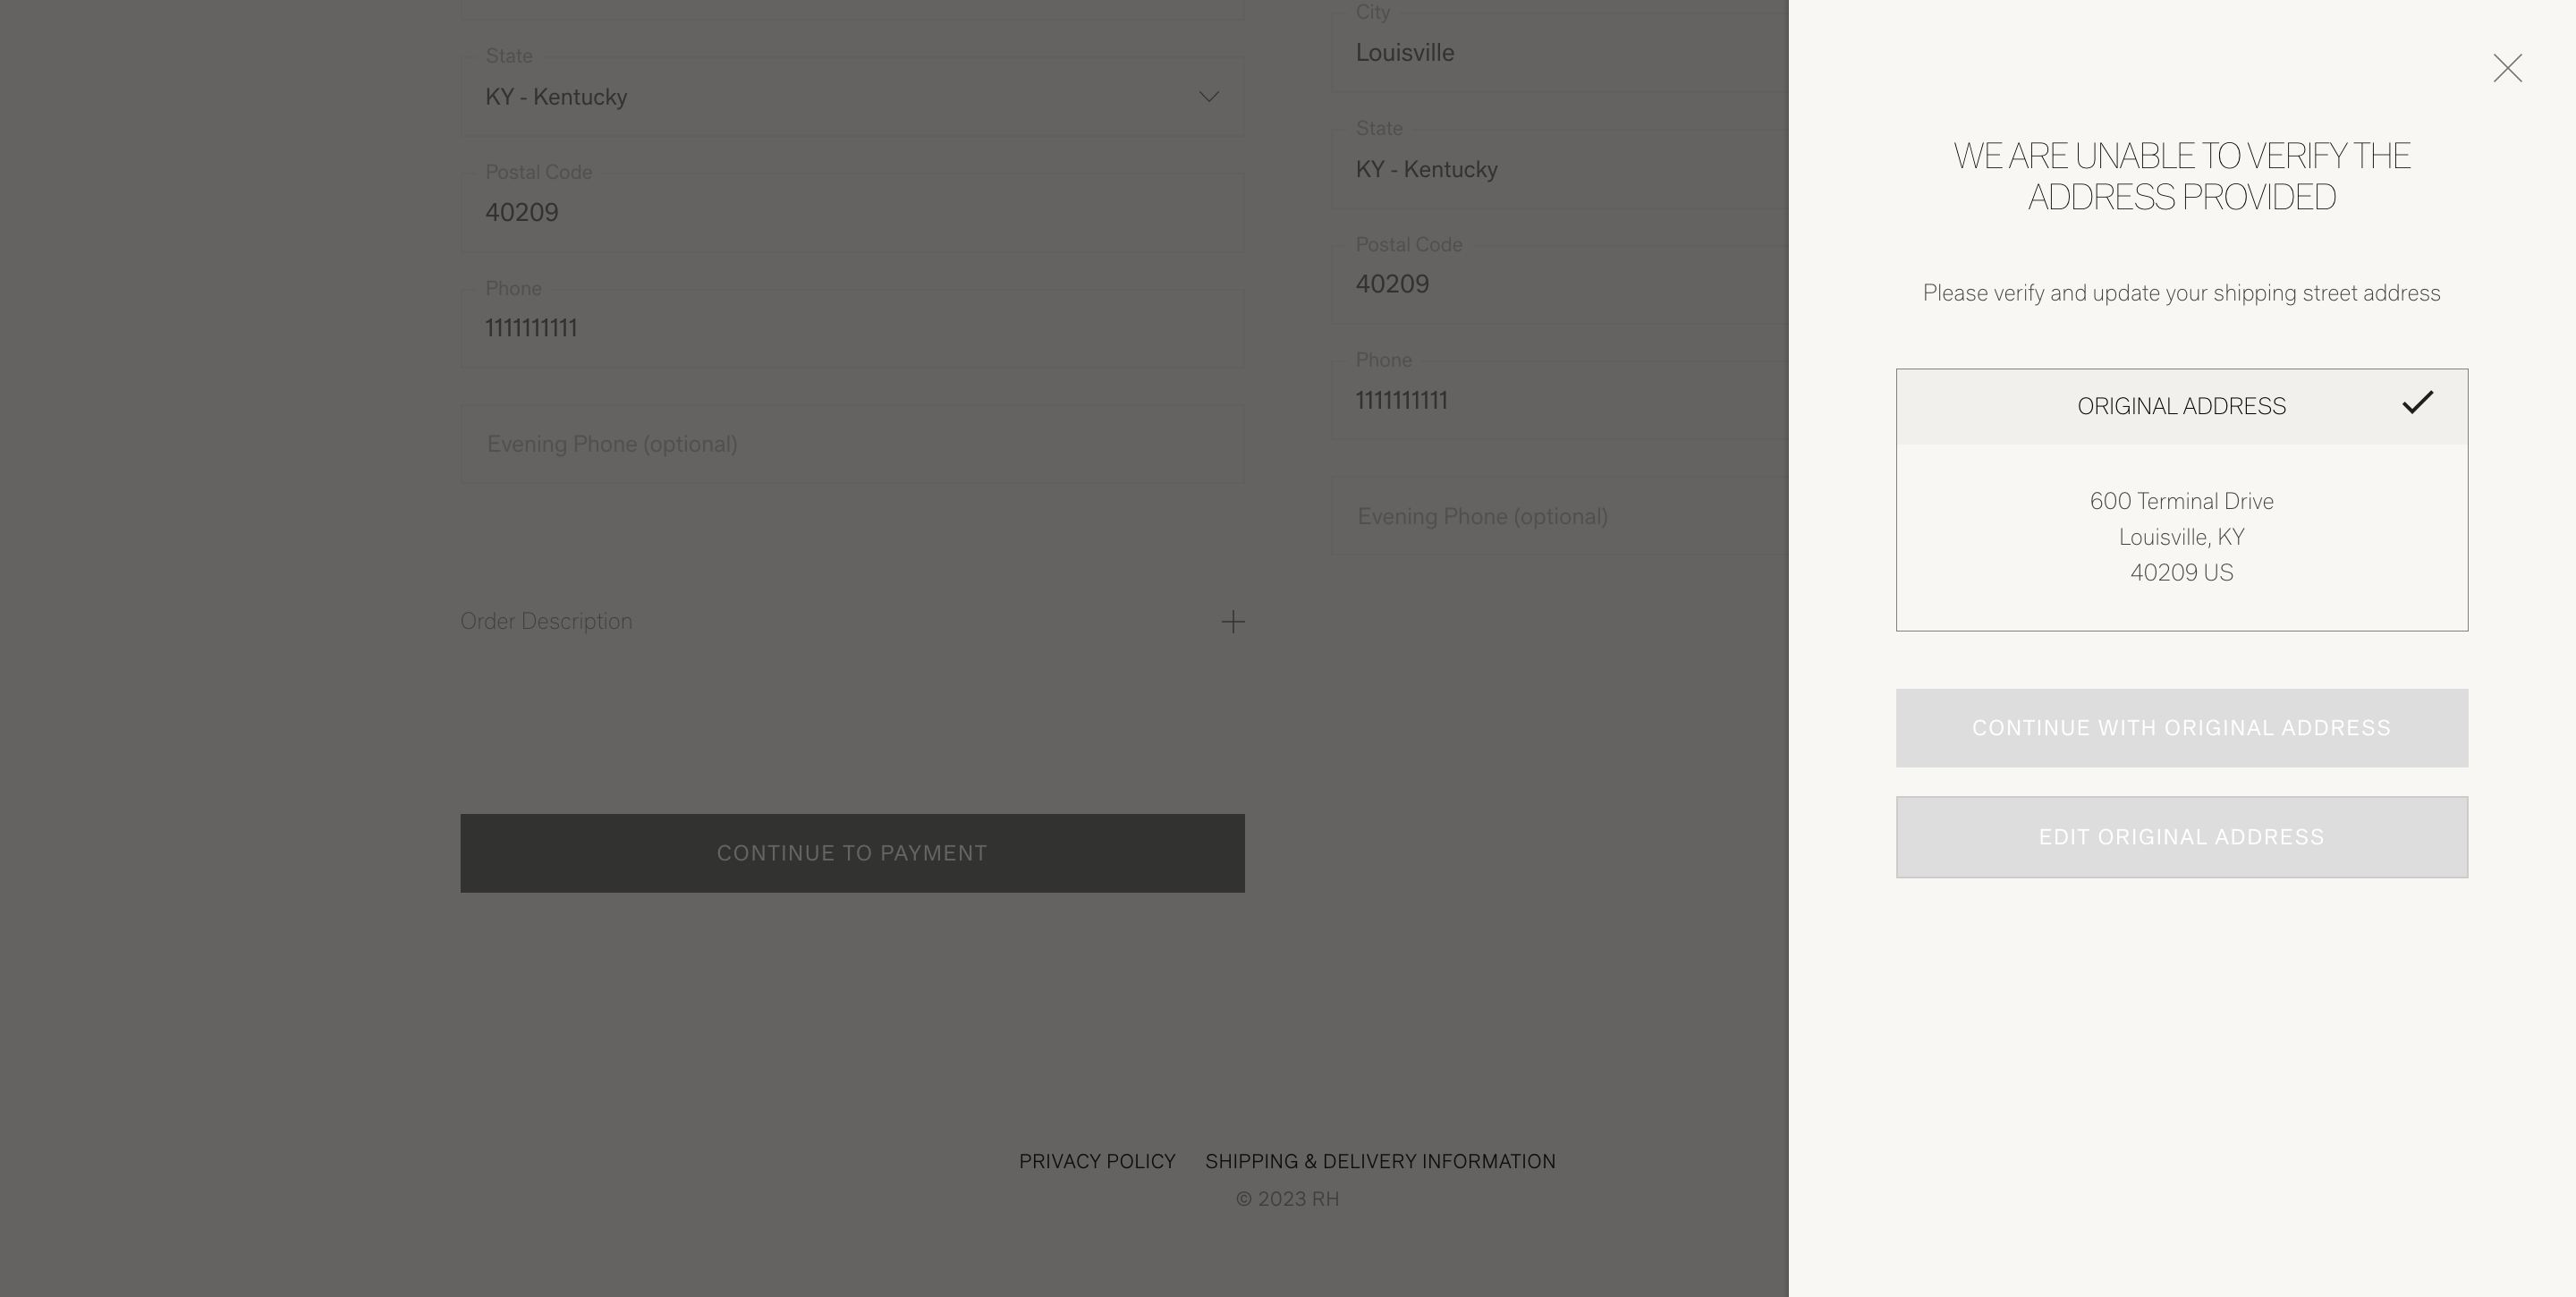 State
KY - Kentucky
Postal Code
40209
Phone
1111111111
Evening Phone (optional)
Order Description
CONTINUE TO PAYMENT
City
Louisville
State
KY - Kentucky
Postal Code
40209
Phone
1111111111
Evening Phone (optional)
PRIVACY POLICY SHIPPING & DELIVERY INFORMATION
© 2023 RH
WE ARE UNABLE TO VERIFY THE
ADDRESS PROVIDED
Please verify and update your shipping street address
ORIGINAL ADDRESS
600 Terminal Drive
Louisville, KY
40209 US
CONTINUE WITH ORIGINAL ADDRESS
EDIT ORIGINAL ADDRESS